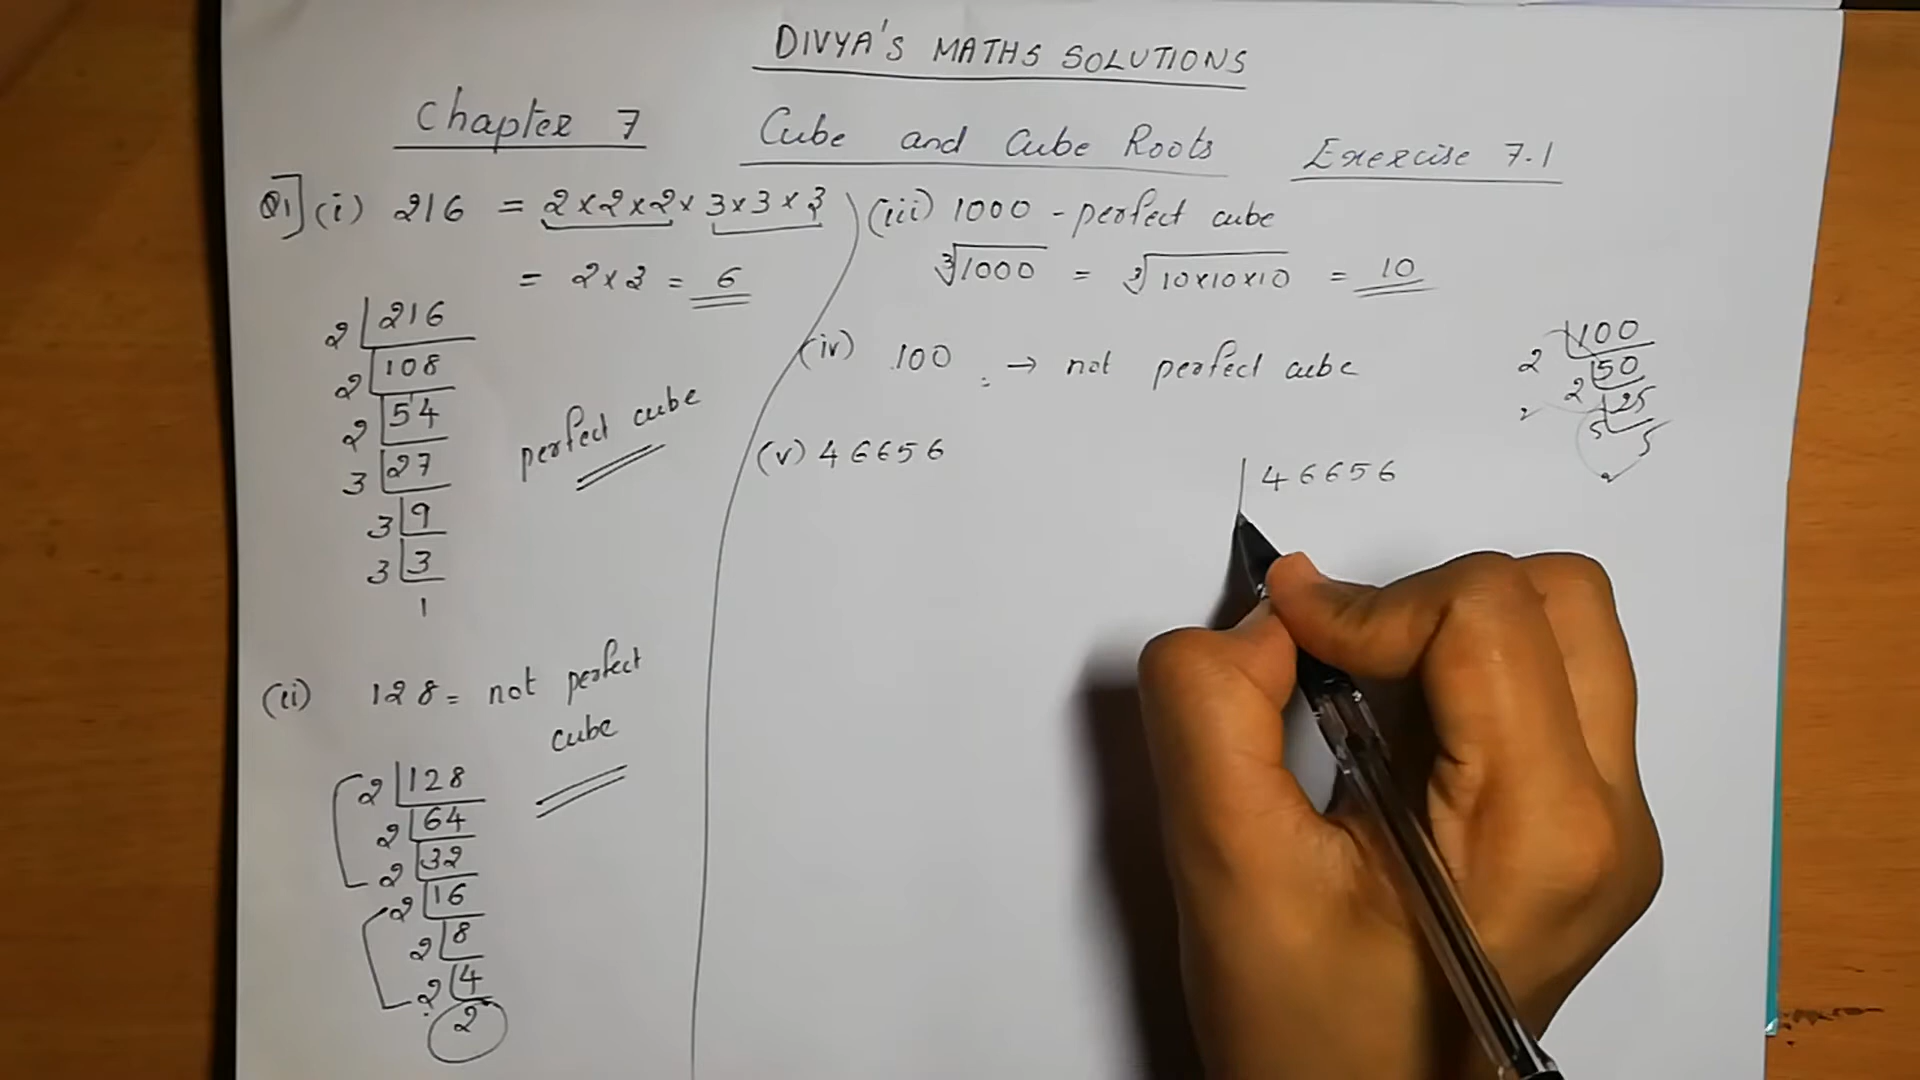 DIVYA'S MATHS SOLUTIONS
Chapter 7 Cube and Cube Roots Exercise 7.1
Q1] (i) 216 = 2×2×2×3×3×3
= 2×3 = 6
2 216
2 108
2 54
3 27
3 9
3 3
1
perfect cube
(ii) 128 = not perfect
cube
2 128
2 64
2 32
2 16
2 8
2 4
2
(iii) 1000 - perfect cube
∛1000 = ∛10×10×10 = 10
(iv) 100 → not perfect cube
2 100
2 50
5 25
5
(v) 46656
46656